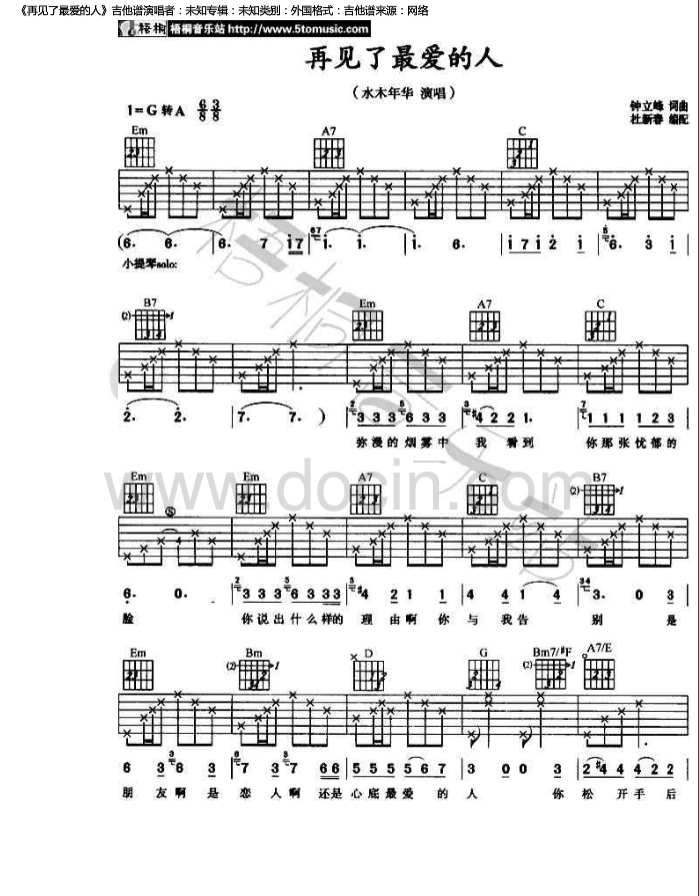 《再见了最爱的人》吉他谱演唱者：未知专辑：未知类别：外国格式：吉他谱来源：网络
梧桐 梧桐音乐站 http://www.5tomusic.com
再见了最爱的人
（水木年华 演唱）
1=G 转 A 6/8 3/8
钟立峰 词曲
杜新春 编配
Em A7 C
(6. 6. 6. 7 i7 i. i. i. 6. i 7 i 2 i 6. 3 i
小提琴solo:
B7 Em A7 C
2. 2. 7. 7. ) 3 3 3 6 3 3 #4 2 2 1. 1 1 1 1 2 3
弥漫的烟雾中 我 看到 你那张忧郁的
www.docin.com
Em Em A7 C B7
6. 0. 3 3 3 6 3 3 3 #4 2 1 1 4 4 1 4 3. 0 3
脸 你说出什么样的 理由啊 你 与 我告 别 是
Em Bm D G Bm7/#F A7/E
6 3 6 3 7 3 7 6 6 5 5 5 5 6 7 3 0 0 3 2 #4 4 4 2 2
朋 友啊 是 恋 人啊 还是心底最爱 的 人 你 松 开手 后